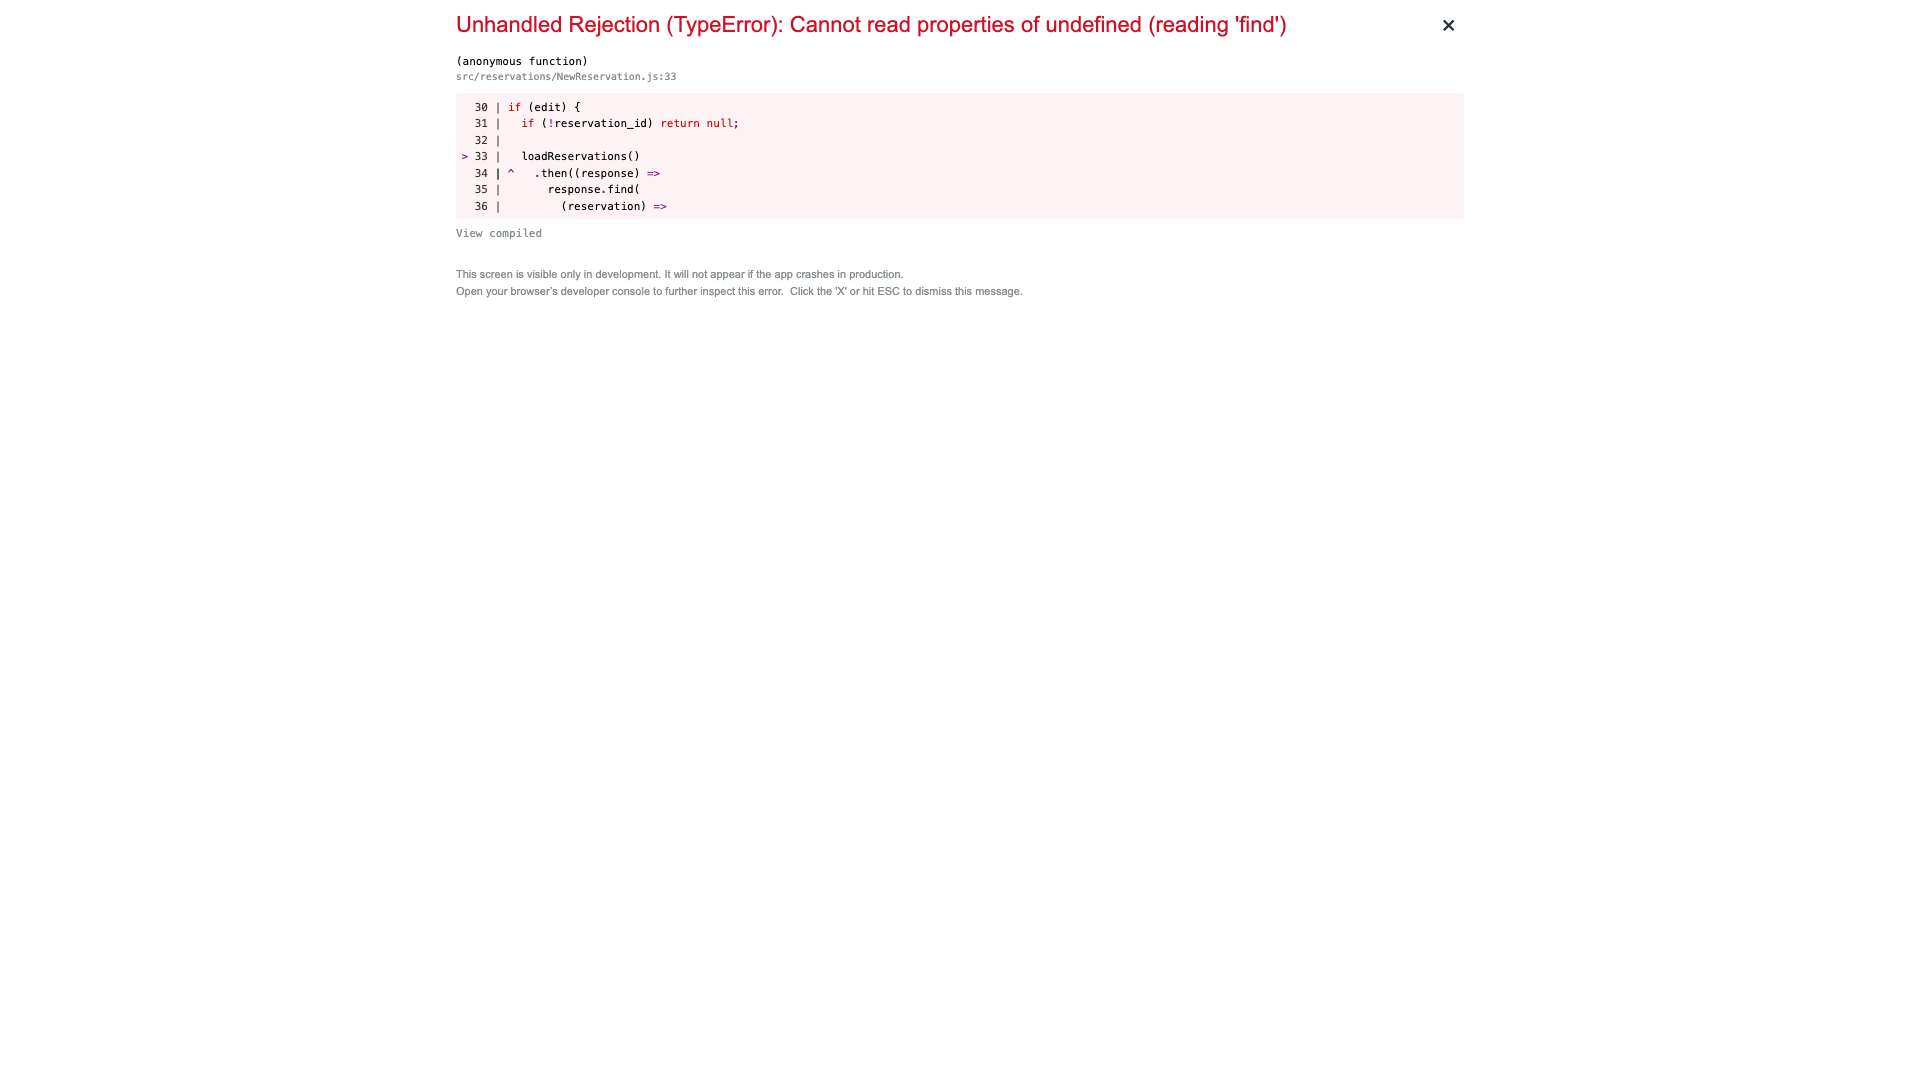 Unhandled Rejection (TypeError): Cannot read properties of undefined (reading 'find')
×
(anonymous function)
src/reservations/NewReservation.js:33
  30 | if (edit) {
  31 |   if (!reservation_id) return null;
  32 |
> 33 |   loadReservations()
  34 | ^   .then((response) =>
  35 |       response.find(
  36 |         (reservation) =>
View compiled
This screen is visible only in development. It will not appear if the app crashes in production.
Open your browser’s developer console to further inspect this error.  Click the 'X' or hit ESC to dismiss this message.